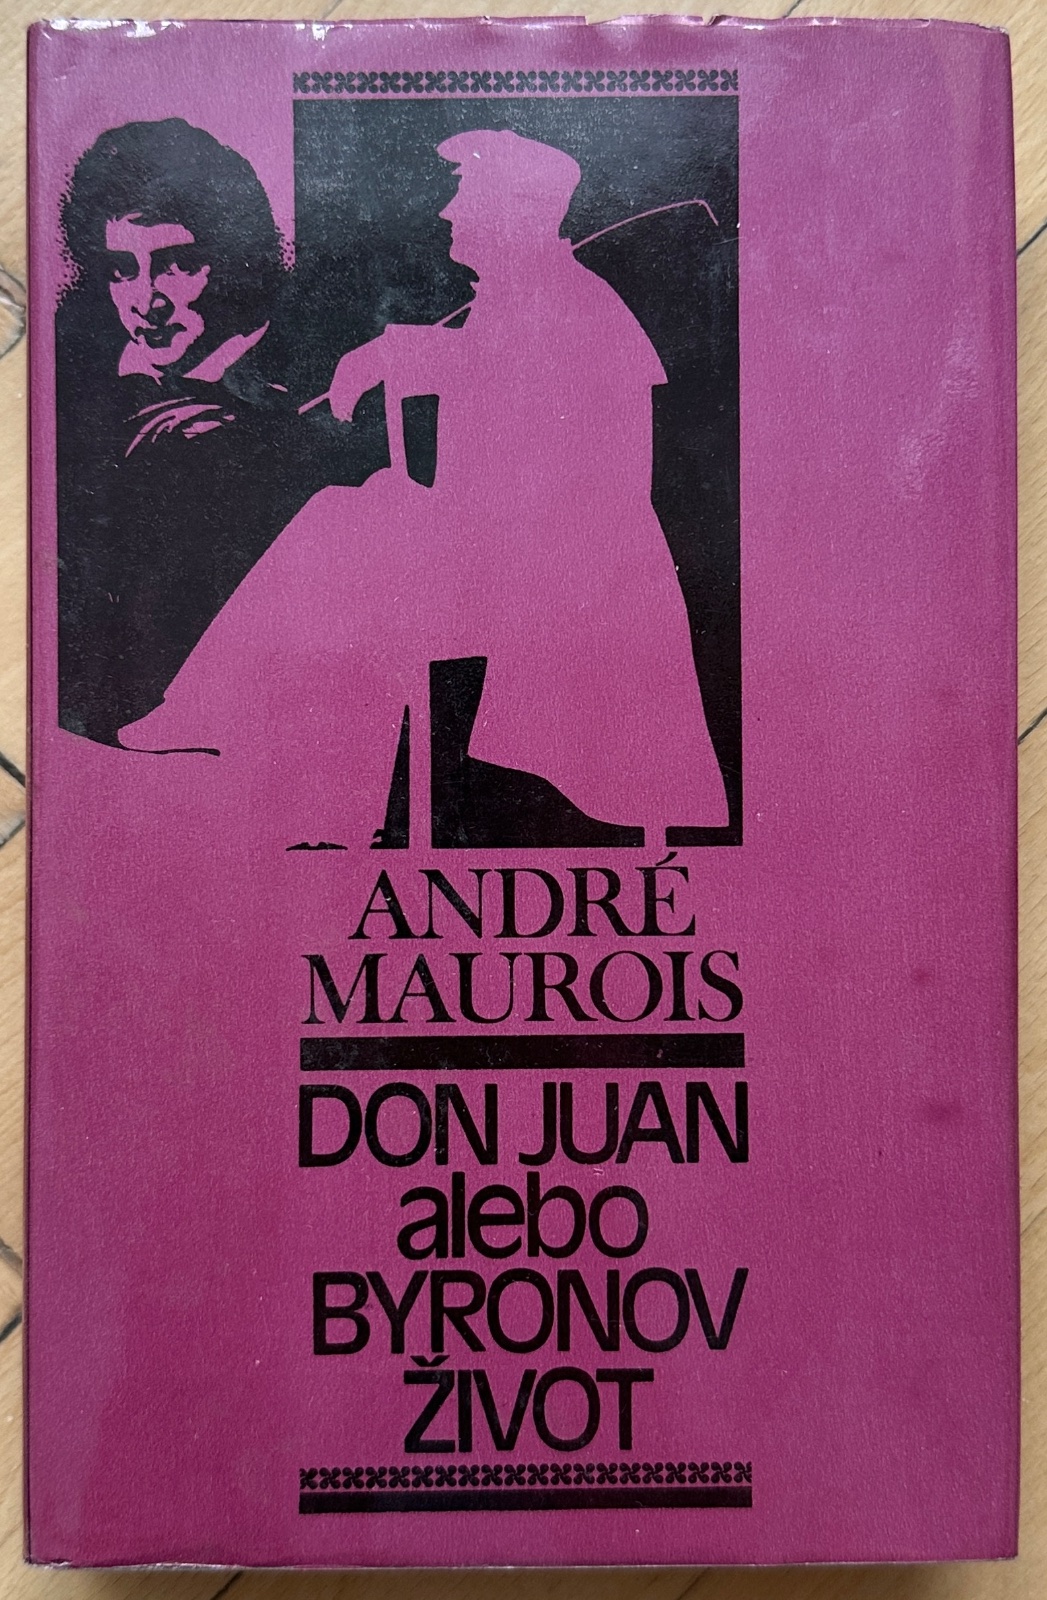 ANDRÉ
MAUROIS
DON JUAN
alebo
BYRONOV
ŽIVOT